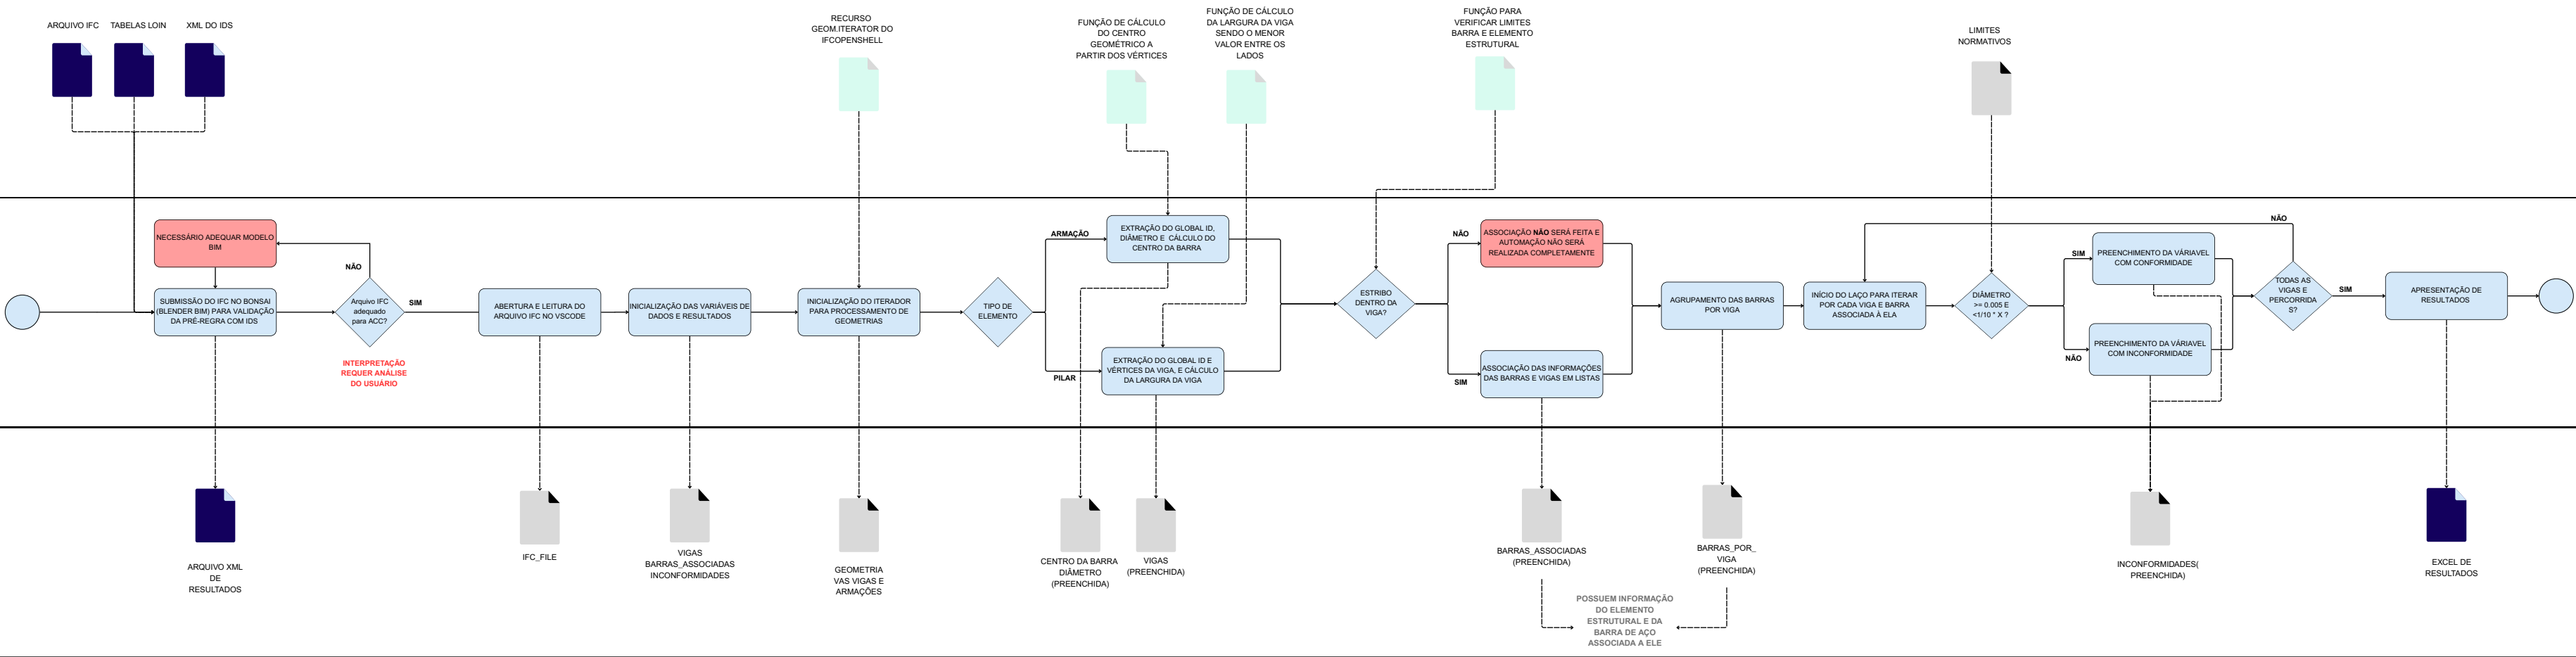 ARQUIVO IFC
TABELAS LOIN
XML DO IDS
RECURSO
GEOM.ITERATOR DO
IFCOPENSHELL
FUNÇÃO DE CÁLCULO
DO CENTRO
GEOMÉTRICO A
PARTIR DOS VÉRTICES
FUNÇÃO DE CÁLCULO
DA LARGURA DA VIGA
SENDO O MENOR
VALOR ENTRE OS
LADOS
FUNÇÃO PARA
VERIFICAR LIMITES
BARRA E ELEMENTO
ESTRUTURAL
LIMITES
NORMATIVOS
NECESSÁRIO ADEQUAR MODELO
BIM
NÃO
SUBMISSÃO DO IFC NO BONSAI
(BLENDER BIM) PARA VALIDAÇÃO
DA PRÉ-REGRA COM IDS
Arquivo IFC
adequado
para ACC?
SIM
INTERPRETAÇÃO
REQUER ANÁLISE
DO USUÁRIO
ABERTURA E LEITURA DO
ARQUIVO IFC NO VSCODE
INICIALIZAÇÃO DAS VARIÁVEIS DE
DADOS E RESULTADOS
INICIALIZAÇÃO DO ITERADOR
PARA PROCESSAMENTO DE
GEOMETRIAS
TIPO DE
ELEMENTO
ARMAÇÃO
EXTRAÇÃO DO GLOBAL ID,
DIÂMETRO E CÁLCULO DO
CENTRO DA BARRA
PILAR
EXTRAÇÃO DO GLOBAL ID E
VÉRTICES DA VIGA, E CÁLCULO
DA LARGURA DA VIGA
ESTRIBO
DENTRO DA
VIGA?
NÃO
ASSOCIAÇÃO NÃO SERÁ FEITA E
AUTOMAÇÃO NÃO SERÁ
REALIZADA COMPLETAMENTE
SIM
ASSOCIAÇÃO DAS INFORMAÇÕES
DAS BARRAS E VIGAS EM LISTAS
AGRUPAMENTO DAS BARRAS
POR VIGA
INÍCIO DO LAÇO PARA ITERAR
POR CADA VIGA E BARRA
ASSOCIADA À ELA
DIÂMETRO
>= 0.005 E
<1/10 * X ?
SIM
PREENCHIMENTO DA VÁRIAVEL
COM CONFORMIDADE
NÃO
PREENCHIMENTO DA VÁRIAVEL
COM INCONFORMIDADE
NÃO
TODAS AS
VIGAS E
PERCORRIDA
S?
SIM
APRESENTAÇÃO DE
RESULTADOS
ARQUIVO XML
DE
RESULTADOS
IFC_FILE
VIGAS
BARRAS_ASSOCIADAS
INCONFORMIDADES
GEOMETRIA
VAS VIGAS E
ARMAÇÕES
CENTRO DA BARRA
DIÂMETRO
(PREENCHIDA)
VIGAS
(PREENCHIDA)
BARRAS_ASSOCIADAS
(PREENCHIDA)
BARRAS_POR_
VIGA
(PREENCHIDA)
POSSUEM INFORMAÇÃO
DO ELEMENTO
ESTRUTURAL E DA
BARRA DE AÇO
ASSOCIADA A ELE
INCONFORMIDADES(
PREENCHIDA)
EXCEL DE
RESULTADOS